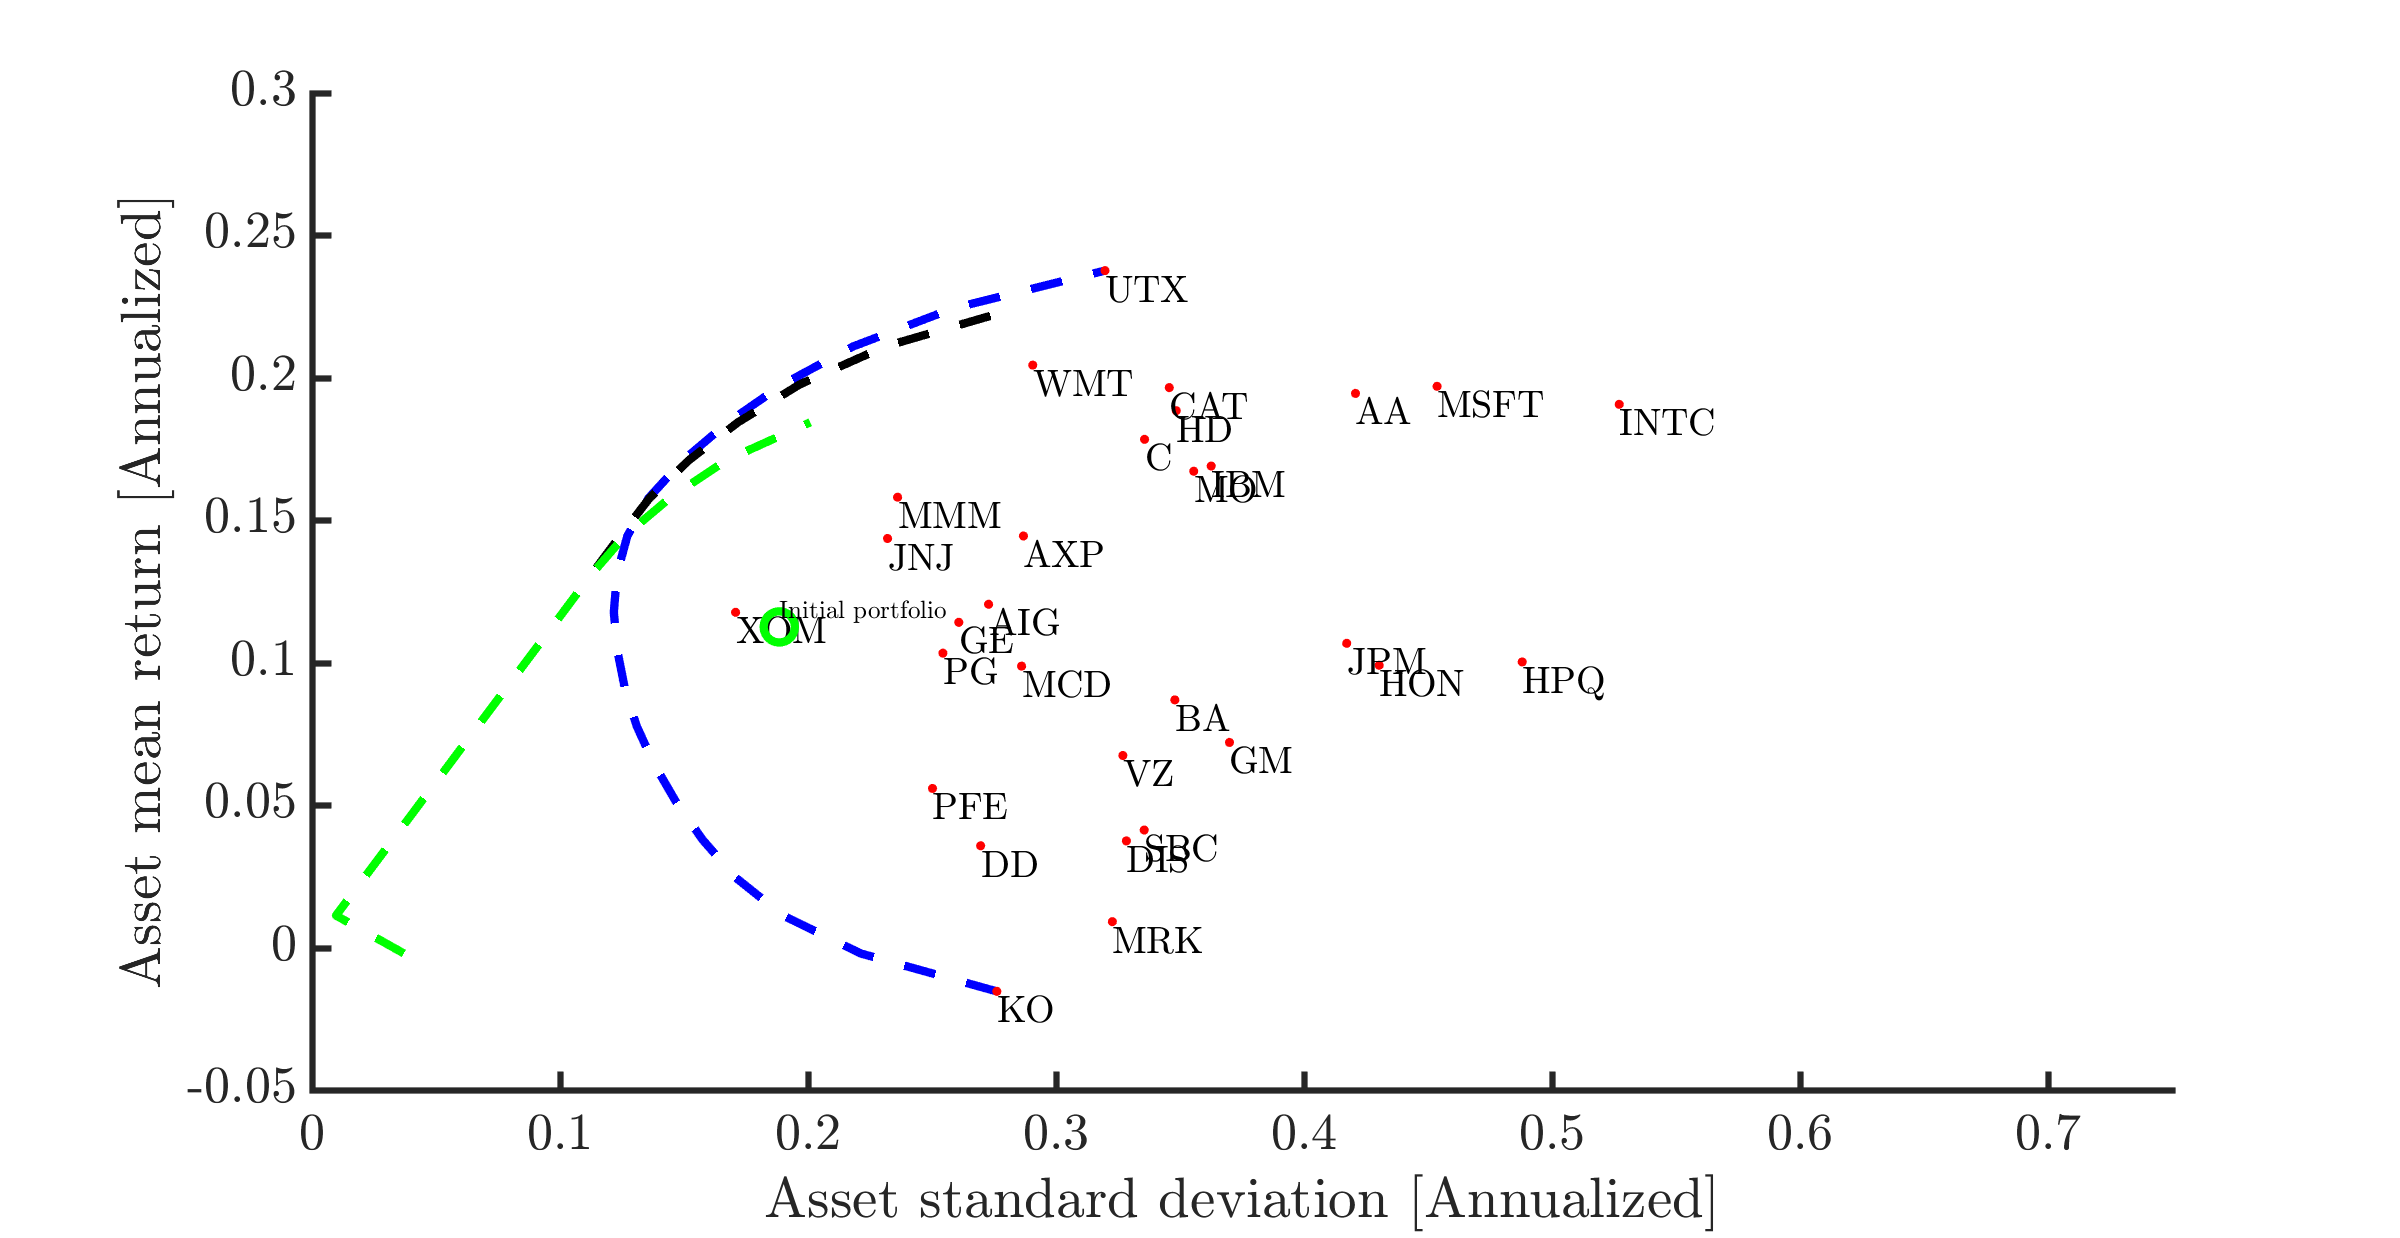 0.3
0.25
0.2
0.15
0.1
0.05
0
-0.05
Asset mean return [Annualized]
UTX
WMT
CAT
HD
C
MO
IBM
AA
MSFT
INTC
MMM
JNJ
AXP
Initial portfolio
XOM
AIG
GE
PG
MCD
JPM
HON
HPQ
BA
GM
VZ
PFE
SBC
DIS
DD
MRK
KO
0 0.1 0.2 0.3 0.4 0.5 0.6 0.7
Asset standard deviation [Annualized]